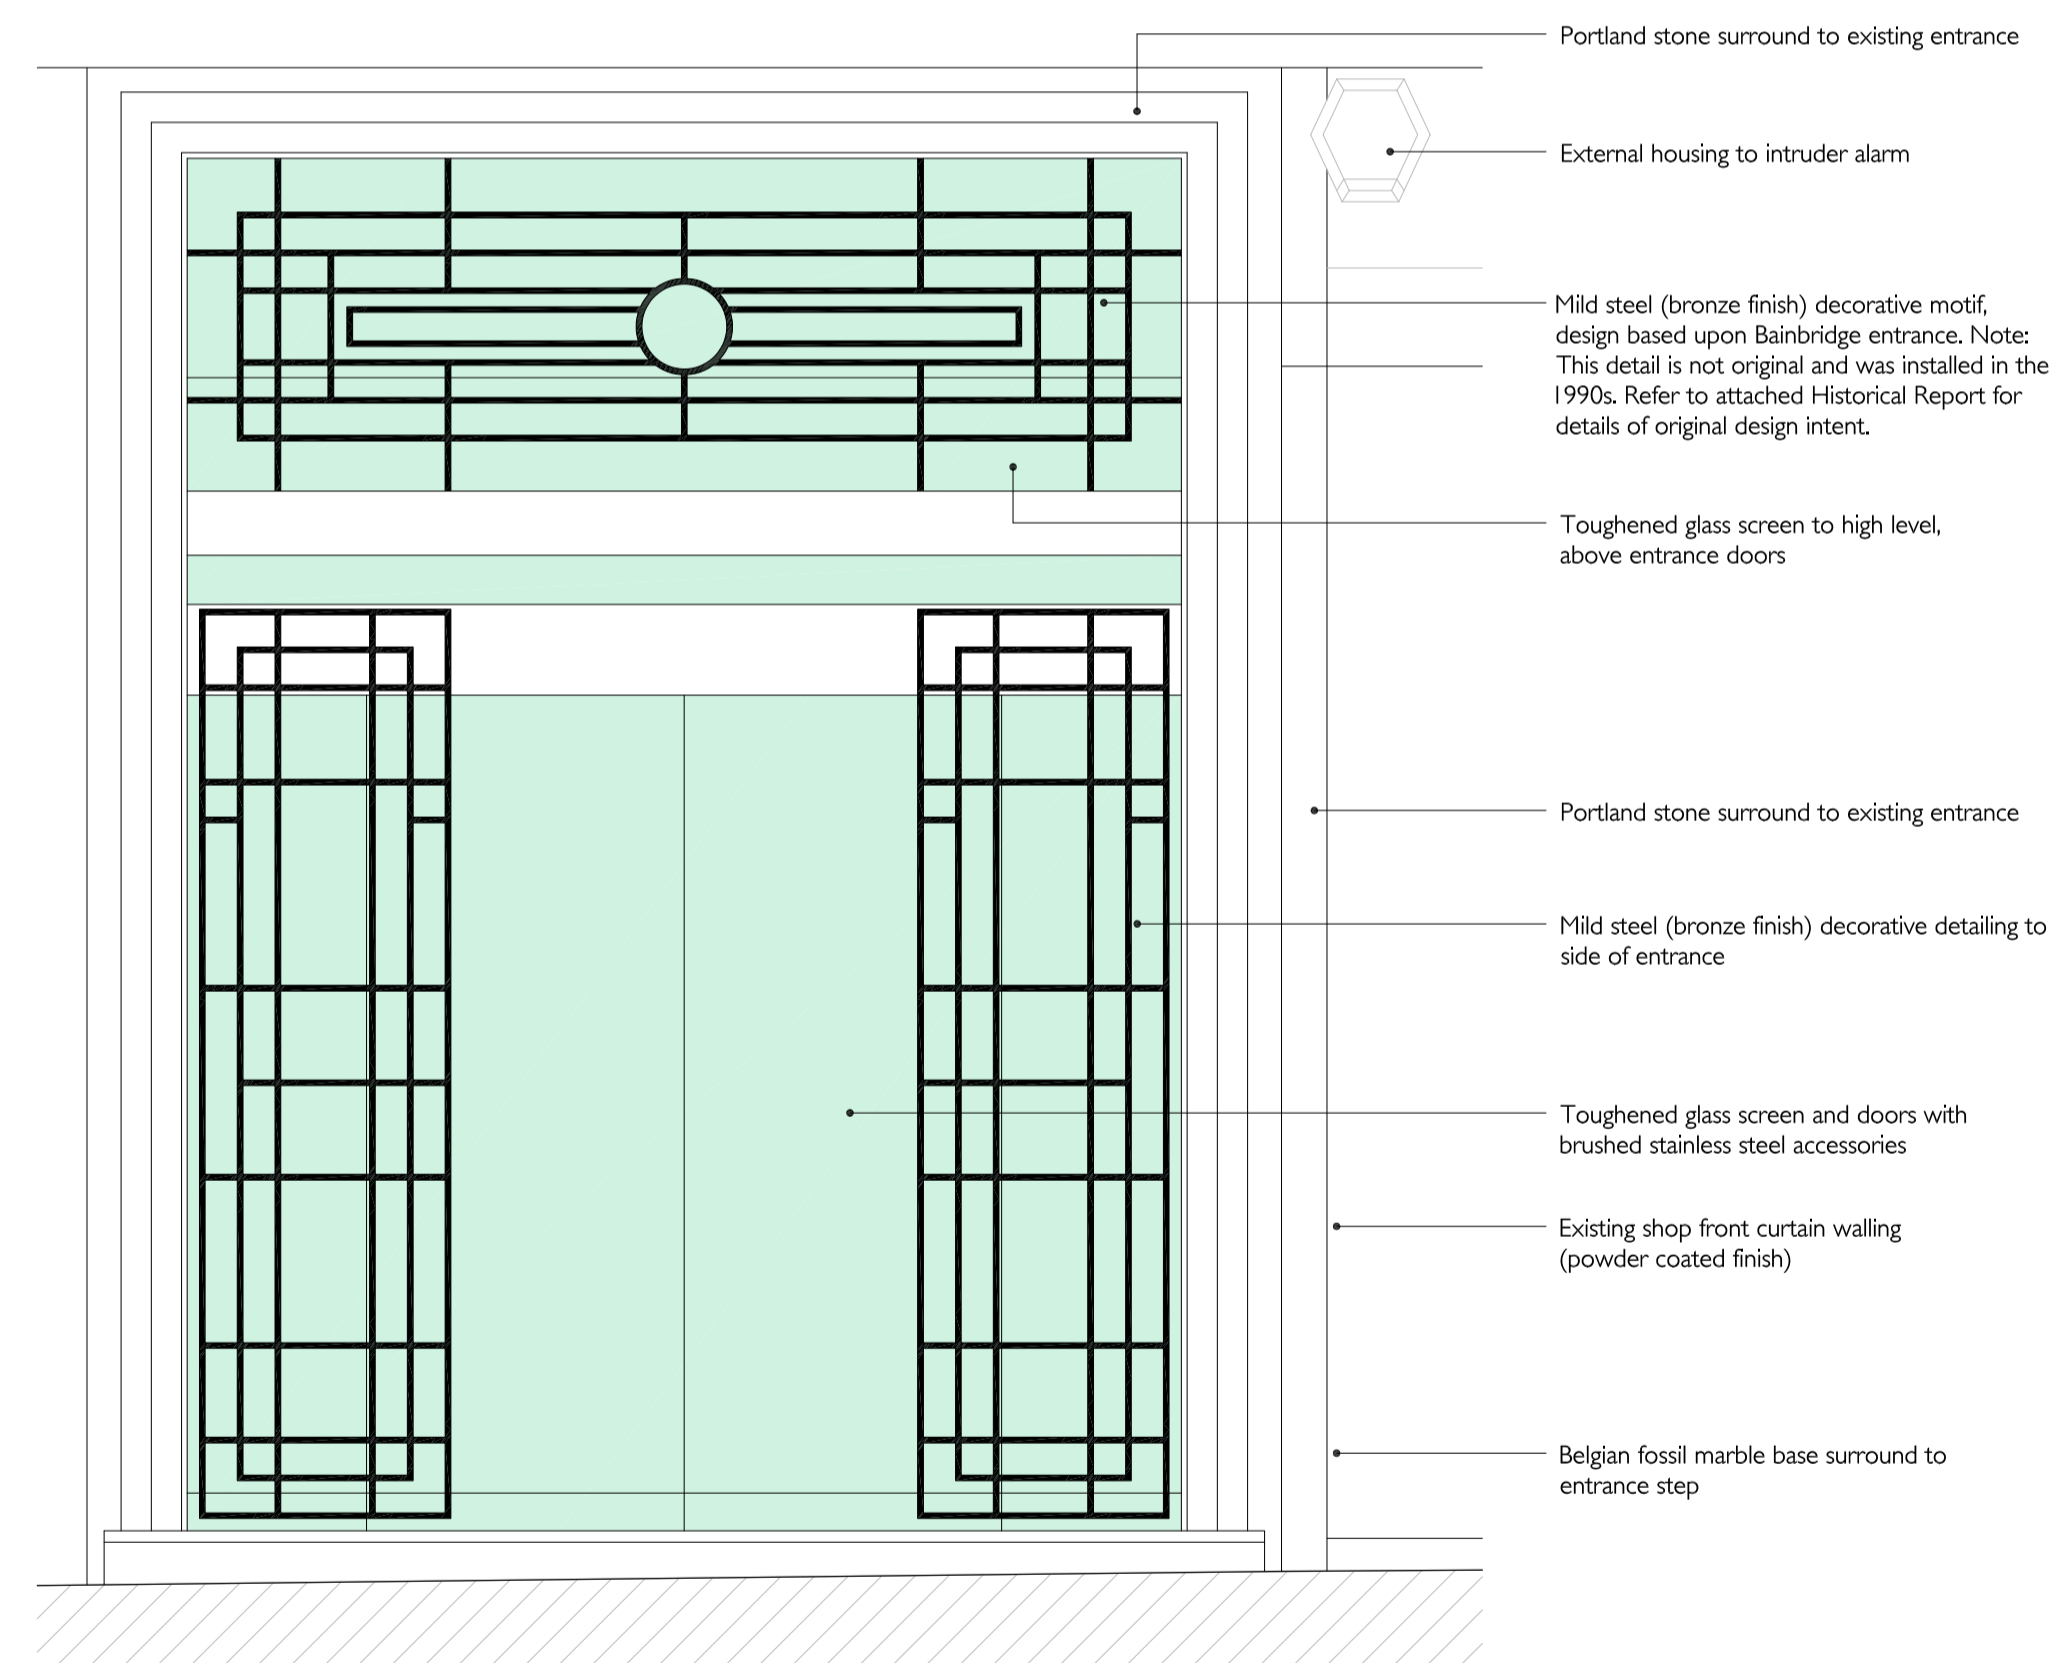 Portland stone surround to existing entrance
External housing to intruder alarm
Mild steel (bronze finish) decorative motif,
design based upon Bainbridge entrance. Note:
This detail is not original and was installed in the
1990s. Refer to attached Historical Report for
details of original design intent.
Toughened glass screen to high level,
above entrance doors
Portland stone surround to existing entrance
Mild steel (bronze finish) decorative detailing to
side of entrance
Toughened glass screen and doors with
brushed stainless steel accessories
Existing shop front curtain walling
(powder coated finish)
Belgian fossil marble base surround to
entrance step